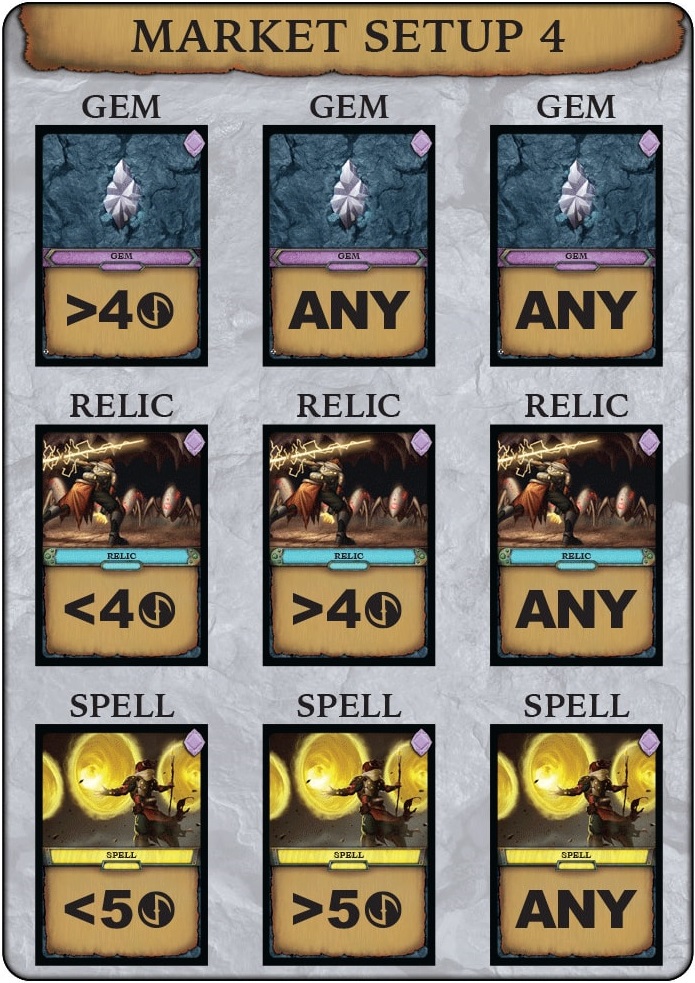 MARKET SETUP 4
GEM GEM GEM
GEM GEM GEM
>4 ANY ANY
RELIC RELIC RELIC
RELIC RELIC RELIC
<4 >4 ANY
SPELL SPELL SPELL
SPELL SPELL SPELL
<5 >5 ANY